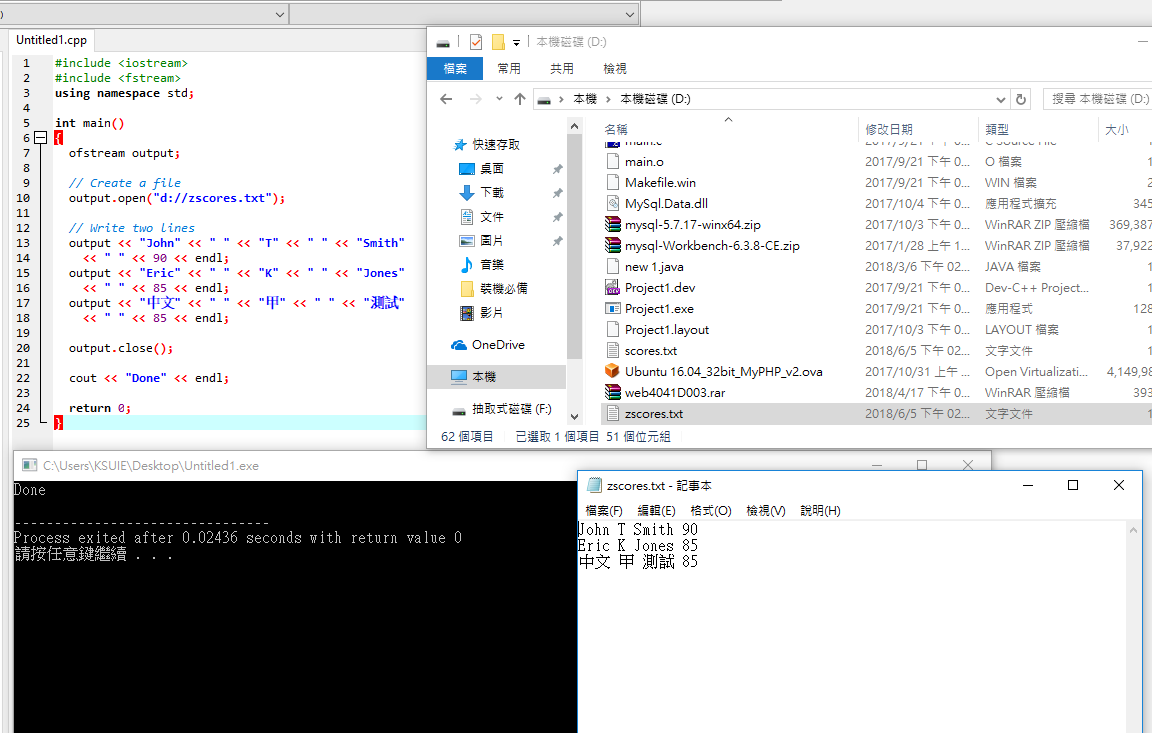 )
Untitled1.cpp
1 #include <iostream>
2 #include <fstream>
3 using namespace std;
4
5 int main()
6 {
7 ofstream output;
8
9 // Create a file
10 output.open("d://zscores.txt");
11
12 // Write two lines
13 output << "John" << " " << "T" << " " << "Smith"
14 << " " << 90 << endl;
15 output << "Eric" << " " << "K" << " " << "Jones"
16 << " " << 85 << endl;
17 output << "中文" << " " << "甲" << " " << "測試"
18 << " " << 85 << endl;
19
20 output.close();
21
22 cout << "Done" << endl;
23
24 return 0;
25 }
本機磁碟 (D:)
檔案 常用 共用 檢視
本機 › 本機磁碟 (D:)
搜尋 本機磁碟 (D:)
快速存取
桌面
下載
文件
圖片
音樂
裝機必備
影片
OneDrive
本機
抽取式磁碟 (F:)
名稱 修改日期 類型 大小
main.c 2017/9/21 下午 0... C Source File
main.o 2017/9/21 下午 0... O 檔案 1
Makefile.win 2017/9/21 下午 0... WIN 檔案 2
MySql.Data.dll 2017/10/4 下午 0... 應用程式擴充 345
mysql-5.7.17-winx64.zip 2017/10/3 下午 0... WinRAR ZIP 壓縮檔 369,387
mysql-Workbench-6.3.8-CE.zip 2017/1/28 上午 1... WinRAR ZIP 壓縮檔 37,922
new 1.java 2018/3/6 下午 02... JAVA 檔案 1
Project1.dev 2017/9/21 下午 0... Dev-C++ Project... 1
Project1.exe 2017/9/21 下午 0... 應用程式 128
Project1.layout 2017/10/3 下午 0... LAYOUT 檔案 1
scores.txt 2018/6/5 下午 02... 文字文件 1
Ubuntu 16.04_32bit_MyPHP_v2.ova 2017/10/31 上午 ... Open Virtualizati... 4,149,98
web4041D003.rar 2018/4/17 下午 0... WinRAR 壓縮檔 393
zscores.txt 2018/6/5 下午 02... 文字文件 1
62 個項目 已選取 1 個項目 51 個位元組
C:\Users\KSUIE\Desktop\Untitled1.exe
Done
--------------------------------
Process exited after 0.02436 seconds with return value 0
請按任意鍵繼續 . . .
zscores.txt - 記事本
檔案(F) 編輯(E) 格式(O) 檢視(V) 說明(H)
John T Smith 90
Eric K Jones 85
中文 甲 測試 85